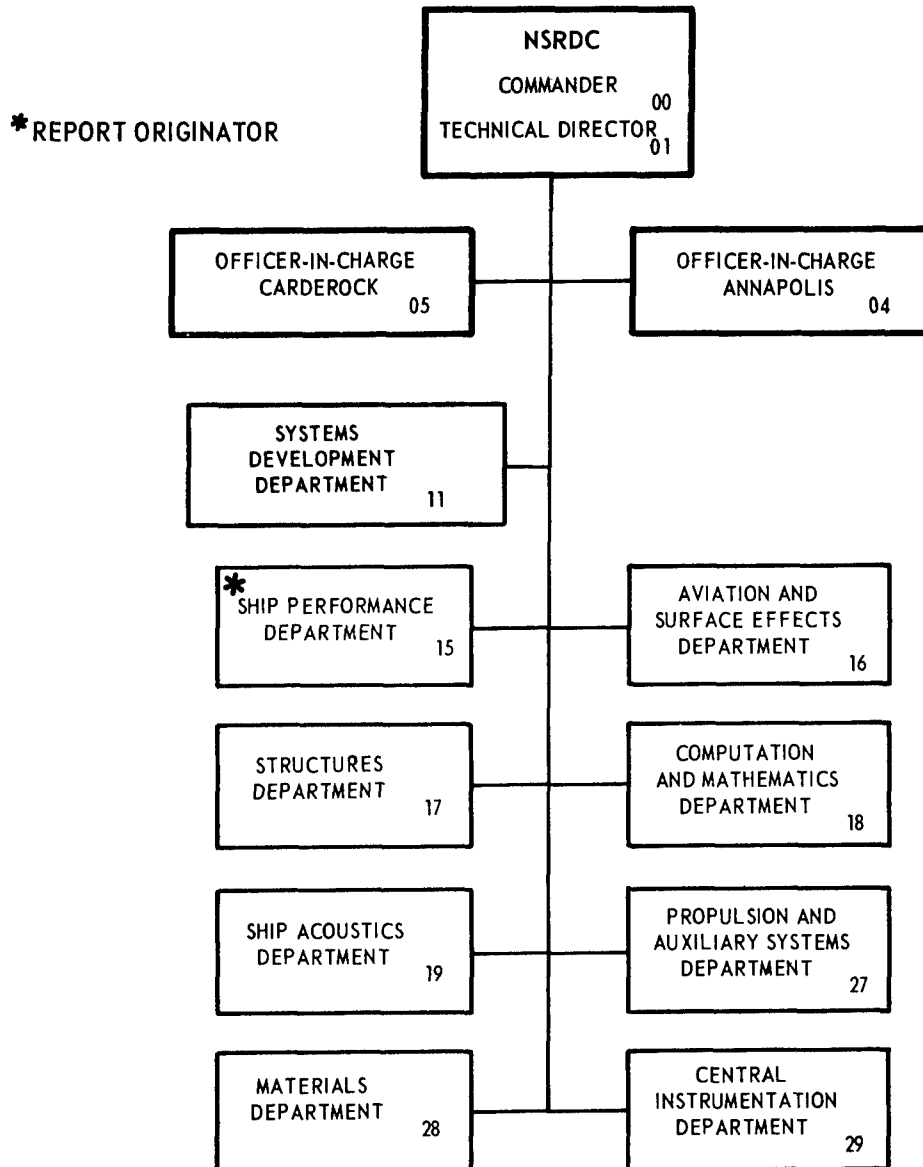 NSRDC
COMMANDER
00
TECHNICAL DIRECTOR
01
*REPORT ORIGINATOR
OFFICER-IN-CHARGE
CARDEROCK
05
OFFICER-IN-CHARGE
ANNAPOLIS
04
SYSTEMS
DEVELOPMENT
DEPARTMENT
11
*
SHIP PERFORMANCE
DEPARTMENT
15
AVIATION AND
SURFACE EFFECTS
DEPARTMENT
16
STRUCTURES
DEPARTMENT
17
COMPUTATION
AND MATHEMATICS
DEPARTMENT
18
SHIP ACOUSTICS
DEPARTMENT
19
PROPULSION AND
AUXILIARY SYSTEMS
DEPARTMENT
27
MATERIALS
DEPARTMENT
28
CENTRAL
INSTRUMENTATION
DEPARTMENT
29